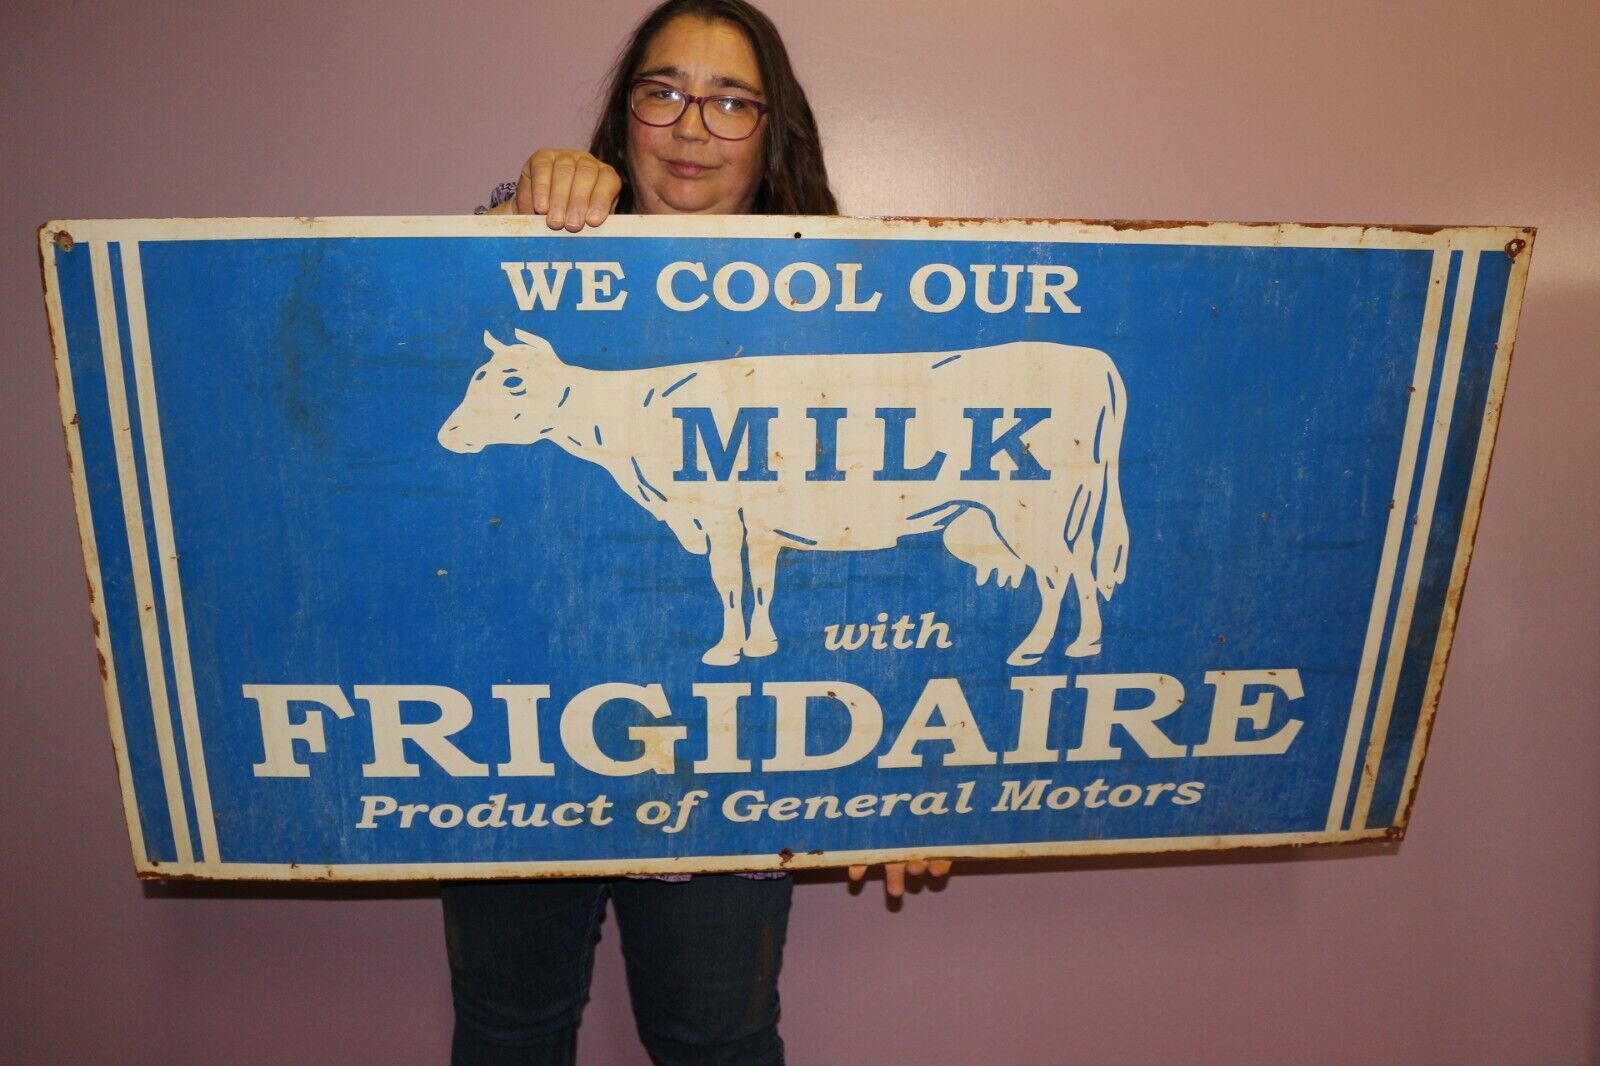 WE COOL OUR
MILK
with
FRIGIDAIRE
Product of General Motors